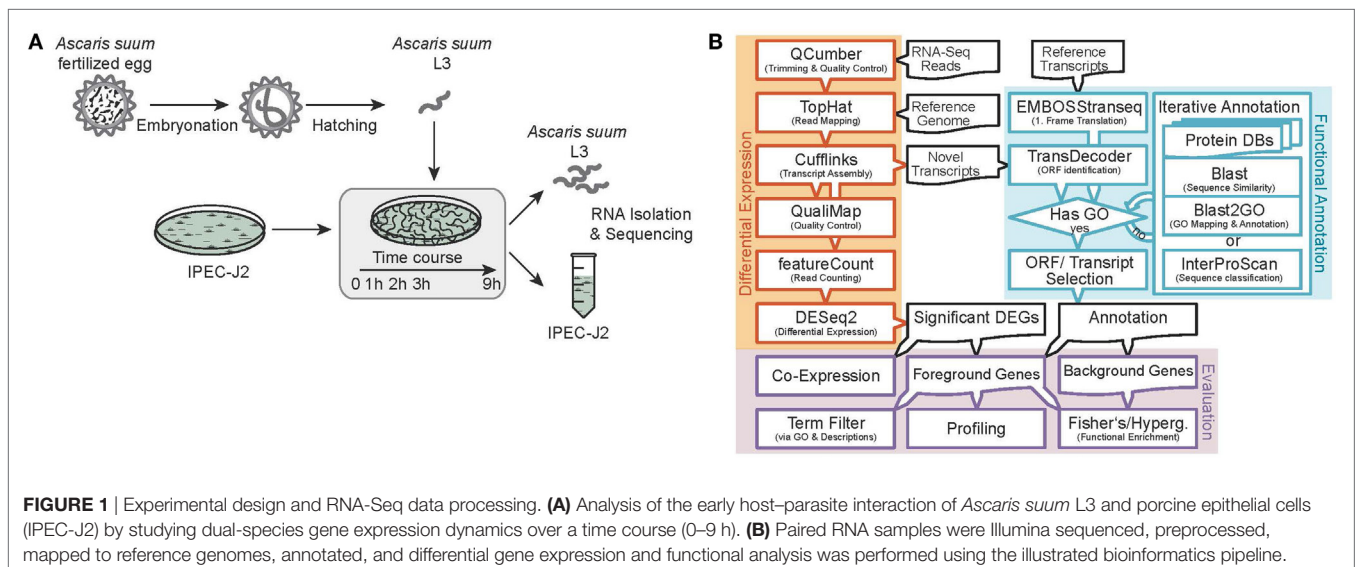 A
Ascaris suum
fertilized egg
Embryonation
Hatching
Ascaris suum
L3
Ascaris suum
L3
RNA Isolation
& Sequencing
IPEC-J2
Time course
0 1h 2h 3h 9h
IPEC-J2
B
Differential Expression
QCumber
(Trimming & Quality Control)
RNA-Seq
Reads
TopHat
(Read Mapping)
Reference
Genome
Cufflinks
(Transcript Assembly)
Novel
Transcripts
QualiMap
(Quality Control)
featureCount
(Read Counting)
DESeq2
(Differential Expression)
Reference
Transcripts
EMBOSStranseq
(1. Frame Translation)
TransDecoder
(ORF identification)
Has GO
yes
no
ORF/ Transript
Selection
Iterative Annotation
Protein DBs
Blast
(Sequence Similarity)
Blast2GO
(GO Mapping & Annotation)
or
InterProScan
(Sequence classification)
Functional Annotation
Significant DEGs
Annotation
Co-Expression
Foreground Genes
Background Genes
Term Filter
(via GO & Descriptions)
Profiling
Fisher's/Hyperg.
(Functional Enrichment)
Evaluation
FIGURE 1 | Experimental design and RNA-Seq data processing. (A) Analysis of the early host–parasite interaction of Ascaris suum L3 and porcine epithelial cells
(IPEC-J2) by studying dual-species gene expression dynamics over a time course (0–9 h). (B) Paired RNA samples were Illumina sequenced, preprocessed,
mapped to reference genomes, annotated, and differential gene expression and functional analysis was performed using the illustrated bioinformatics pipeline.